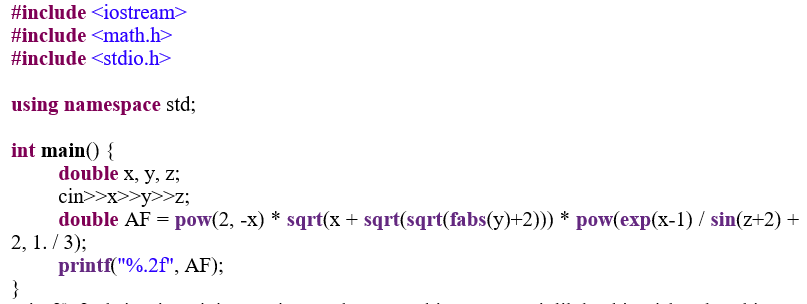 #include <iostream>
#include <math.h>
#include <stdio.h>
using namespace std;
int main() {
double x, y, z;
cin>>x>>y>>z;
double AF = pow(2, -x) * sqrt(x + sqrt(sqrt(fabs(y)+2))) * pow(exp(x-1) / sin(z+2) +
2, 1. / 3);
printf("%.2f", AF);
}